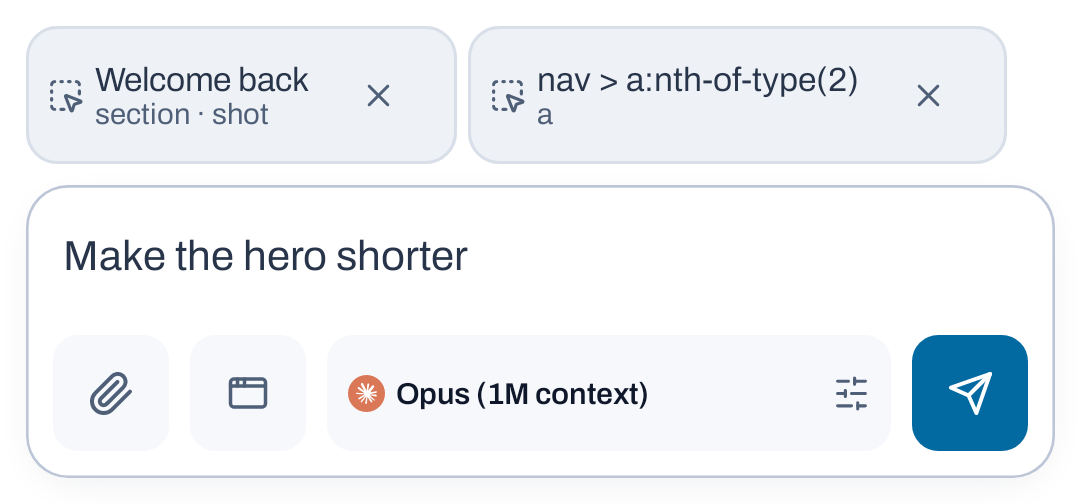 Welcome back
section · shot
nav > a:nth-of-type(2)
a
Make the hero shorter
Opus (1M context)